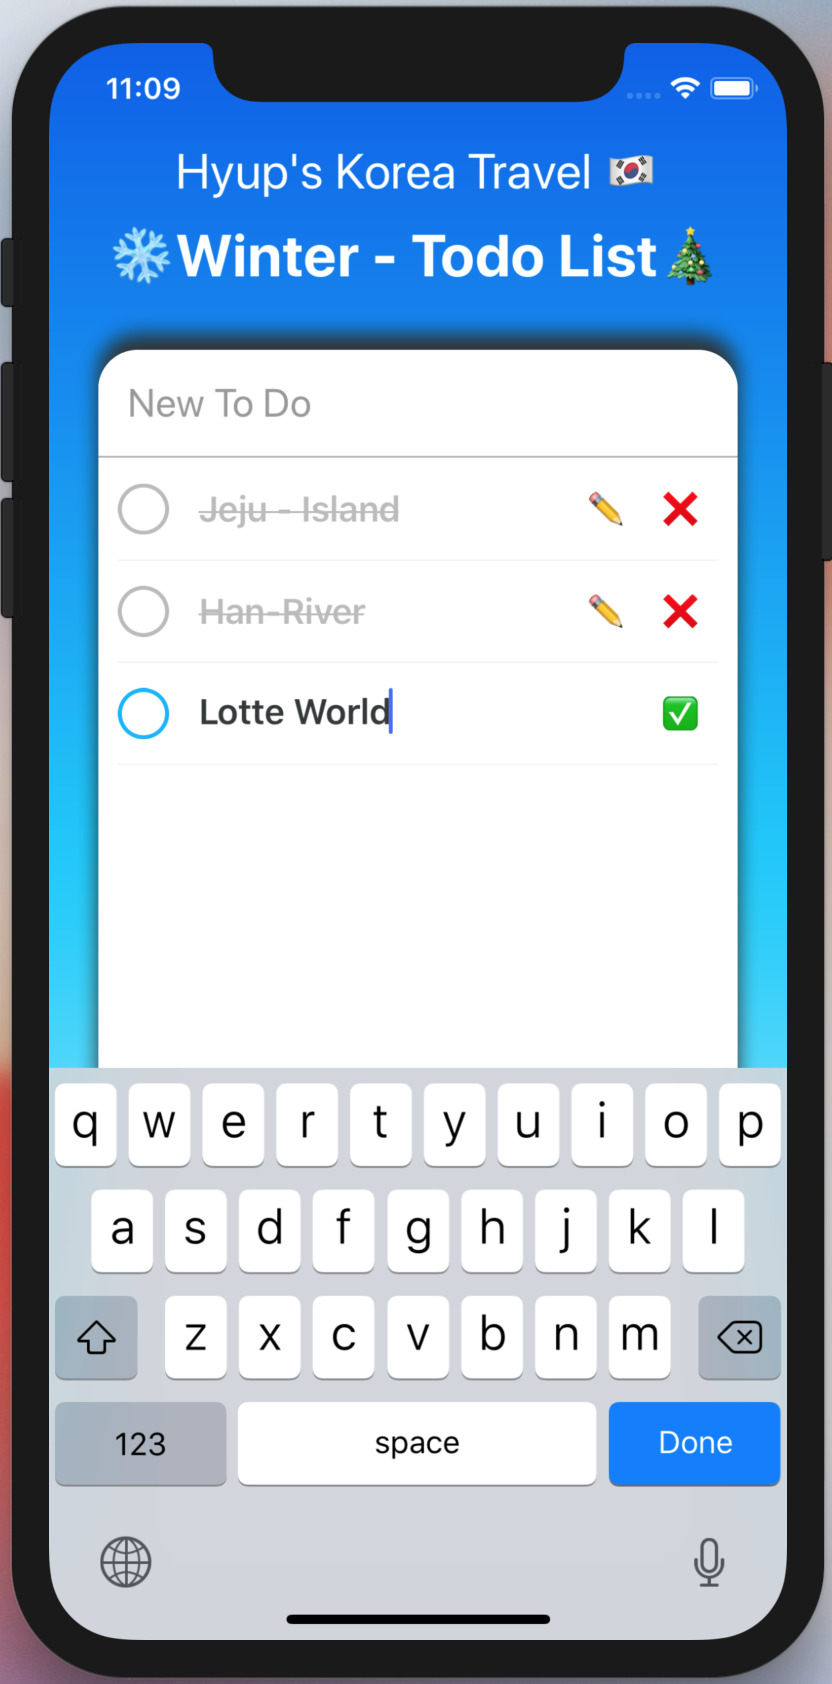 11:09
Hyup's Korea Travel 🇰🇷
❄️Winter - Todo List🎄
New To Do
Jeju - Island
Han-River
Lotte World
q w e r t y u i o p
a s d f g h j k l
z x c v b n m
123 space Done